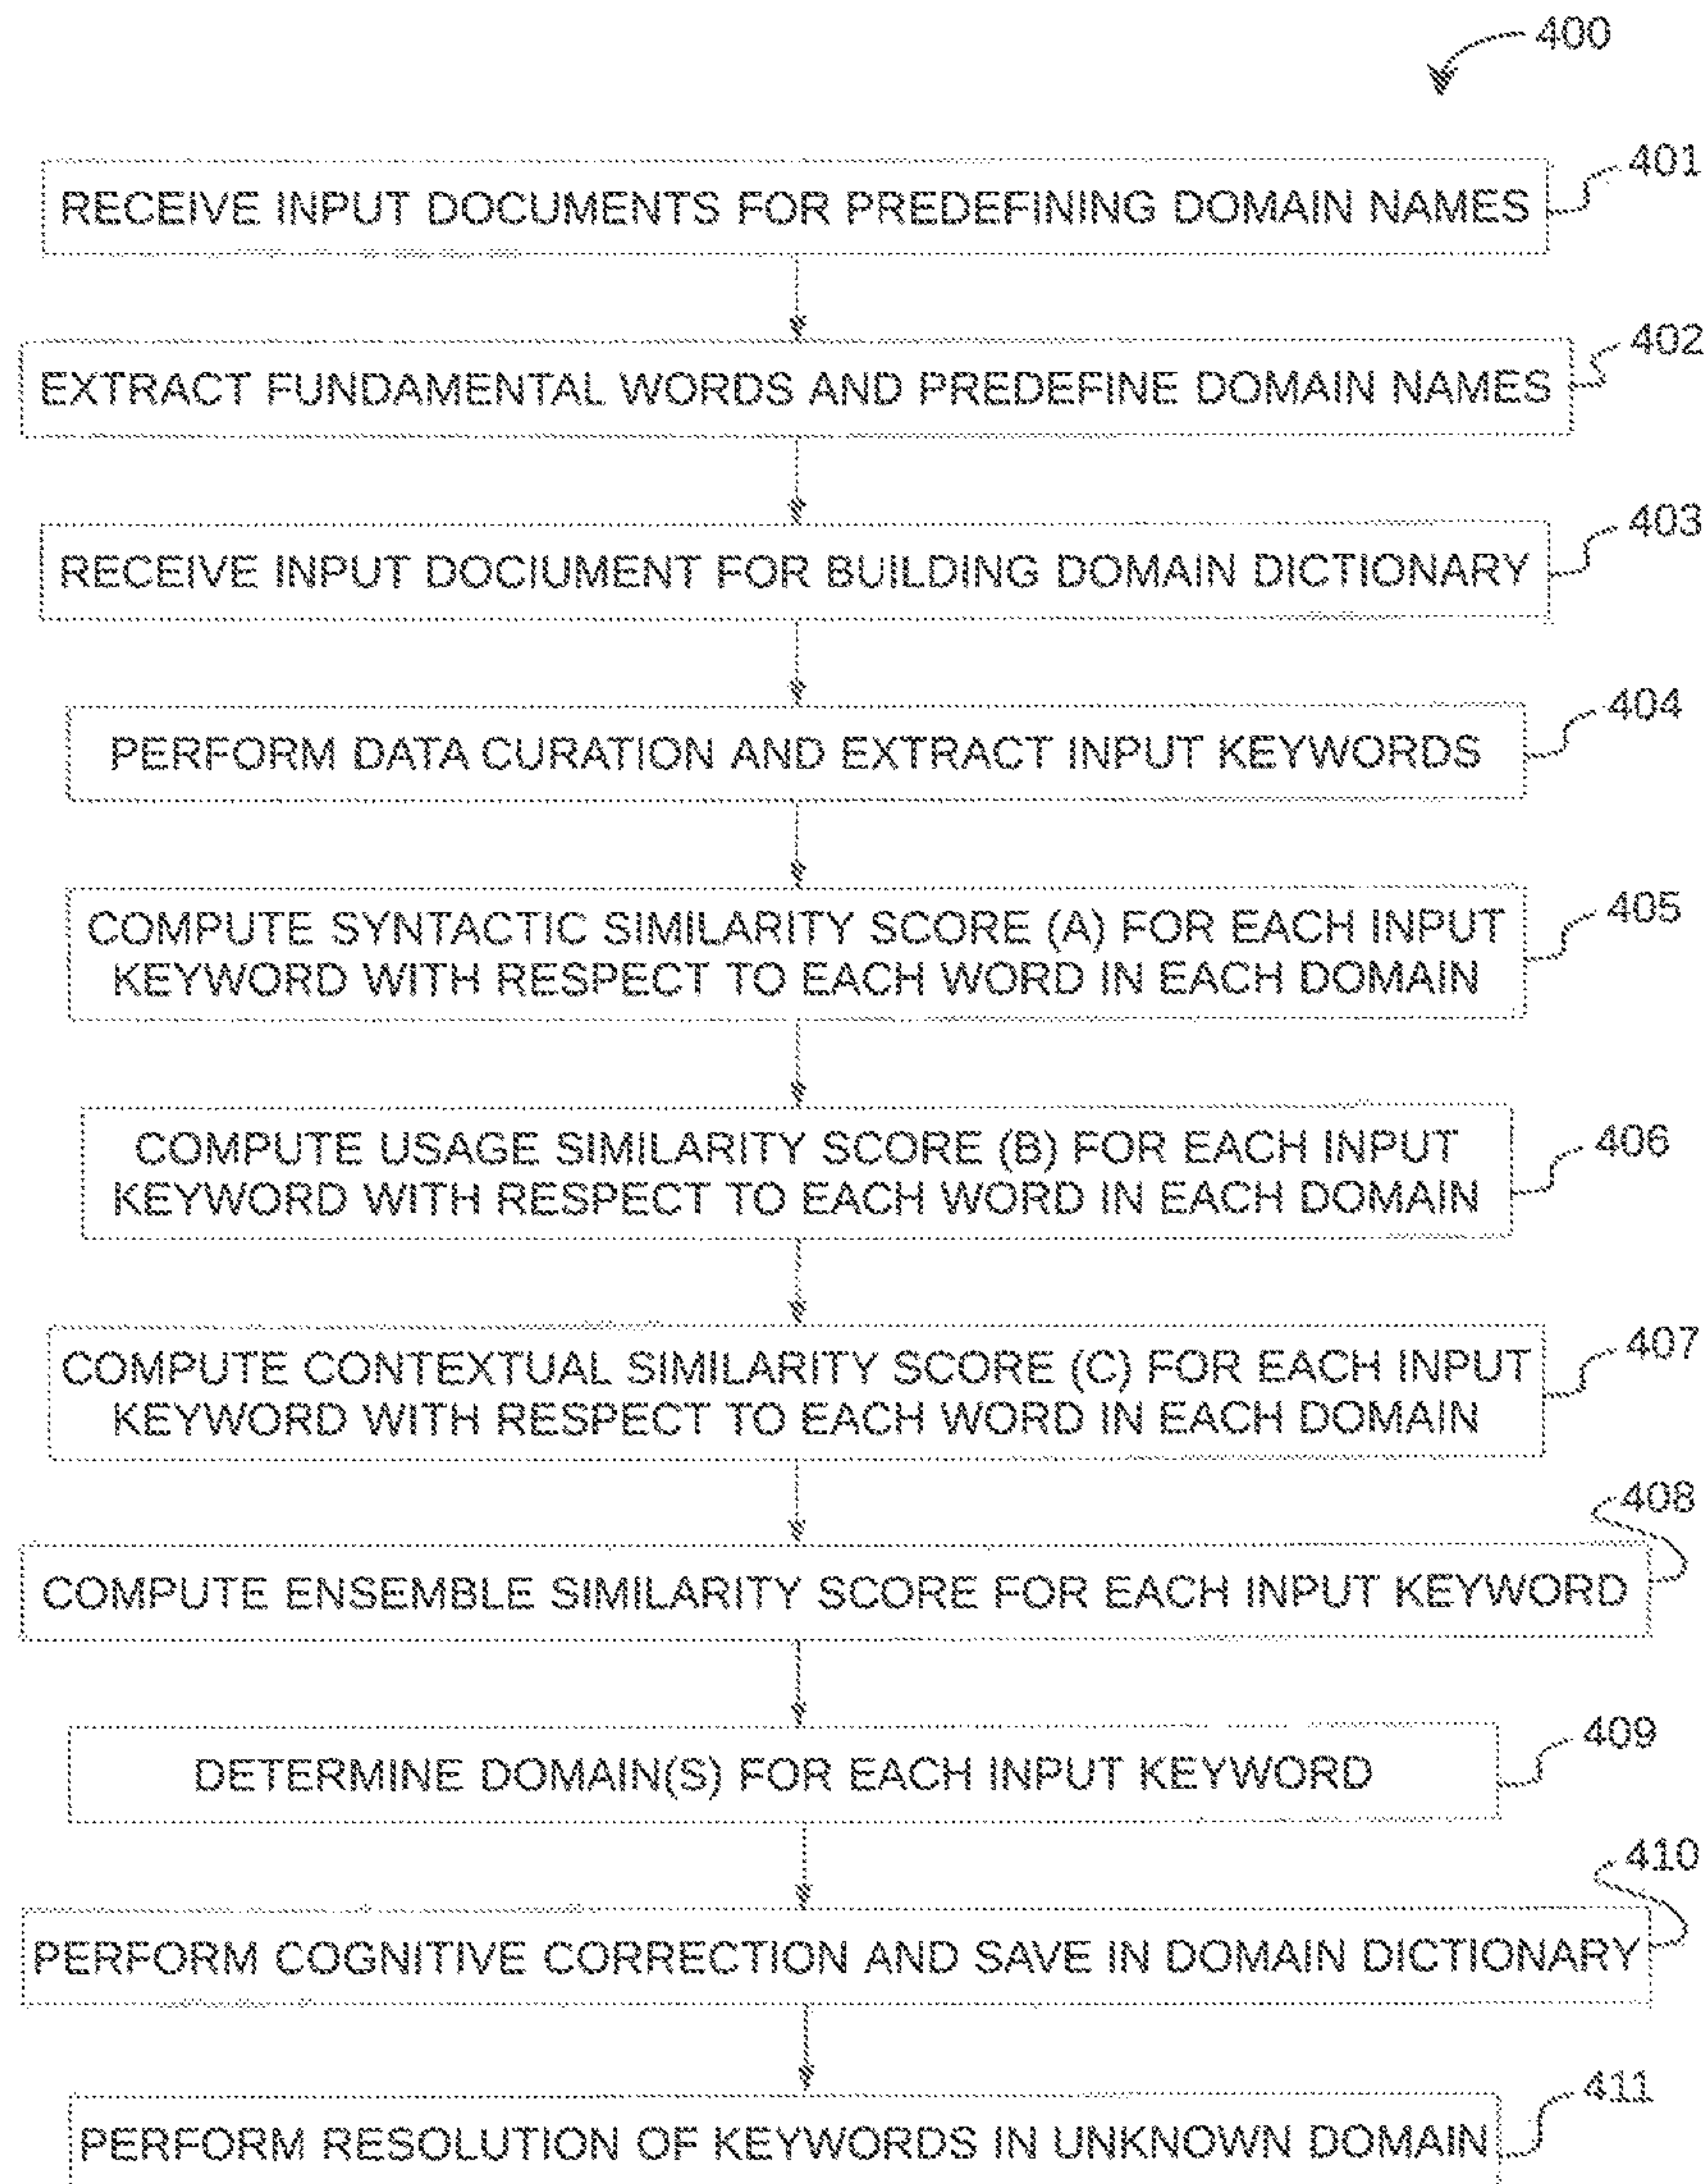 400
RECEIVE INPUT DOCUMENTS FOR PREDEFINING DOMAIN NAMES
401
EXTRACT FUNDAMENTAL WORDS AND PREDEFINE DOMAIN NAMES
402
RECEIVE INPUT DOCIUMENT FOR BUILDING DOMAIN DICTIONARY
403
PERFORM DATA CURATION AND EXTRACT INPUT KEYWORDS
404
COMPUTE SYNTACTIC SIMILARITY SCORE (A) FOR EACH INPUT
KEYWORD WITH RESPECT TO EACH WORD IN EACH DOMAIN
405
COMPUTE USAGE SIMILARITY SCORE (B) FOR EACH INPUT
KEYWORD WITH RESPECT TO EACH WORD IN EACH DOMAIN
406
COMPUTE CONTEXTUAL SIMILARITY SCORE (C) FOR EACH INPUT
KEYWORD WITH RESPECT TO EACH WORD IN EACH DOMAIN
407
COMPUTE ENSEMBLE SIMILARITY SCORE FOR EACH INPUT KEYWORD
408
DETERMINE DOMAIN(S) FOR EACH INPUT KEYWORD
409
PERFORM COGNITIVE CORRECTION AND SAVE IN DOMAIN DICTIONARY
410
PERFORM RESOLUTION OF KEYWORDS IN UNKNOWN DOMAIN
411